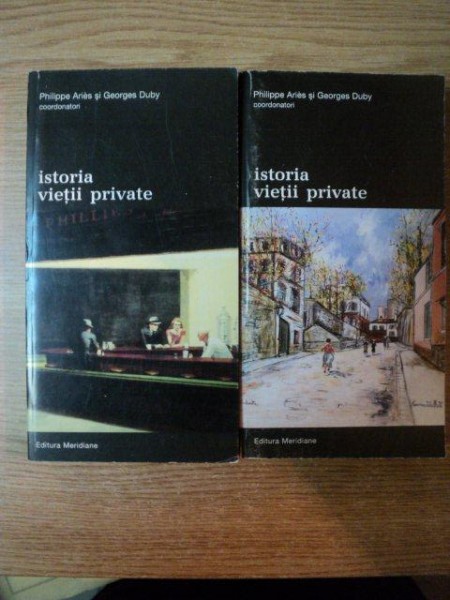 Philippe Ariès și Georges Duby
coordonatori
istoria
vieții private
PHILLIE
Editura Meridiane
Philippe Ariès și Georges Duby
coordonatori
istoria
vieții private
Editura Meridiane